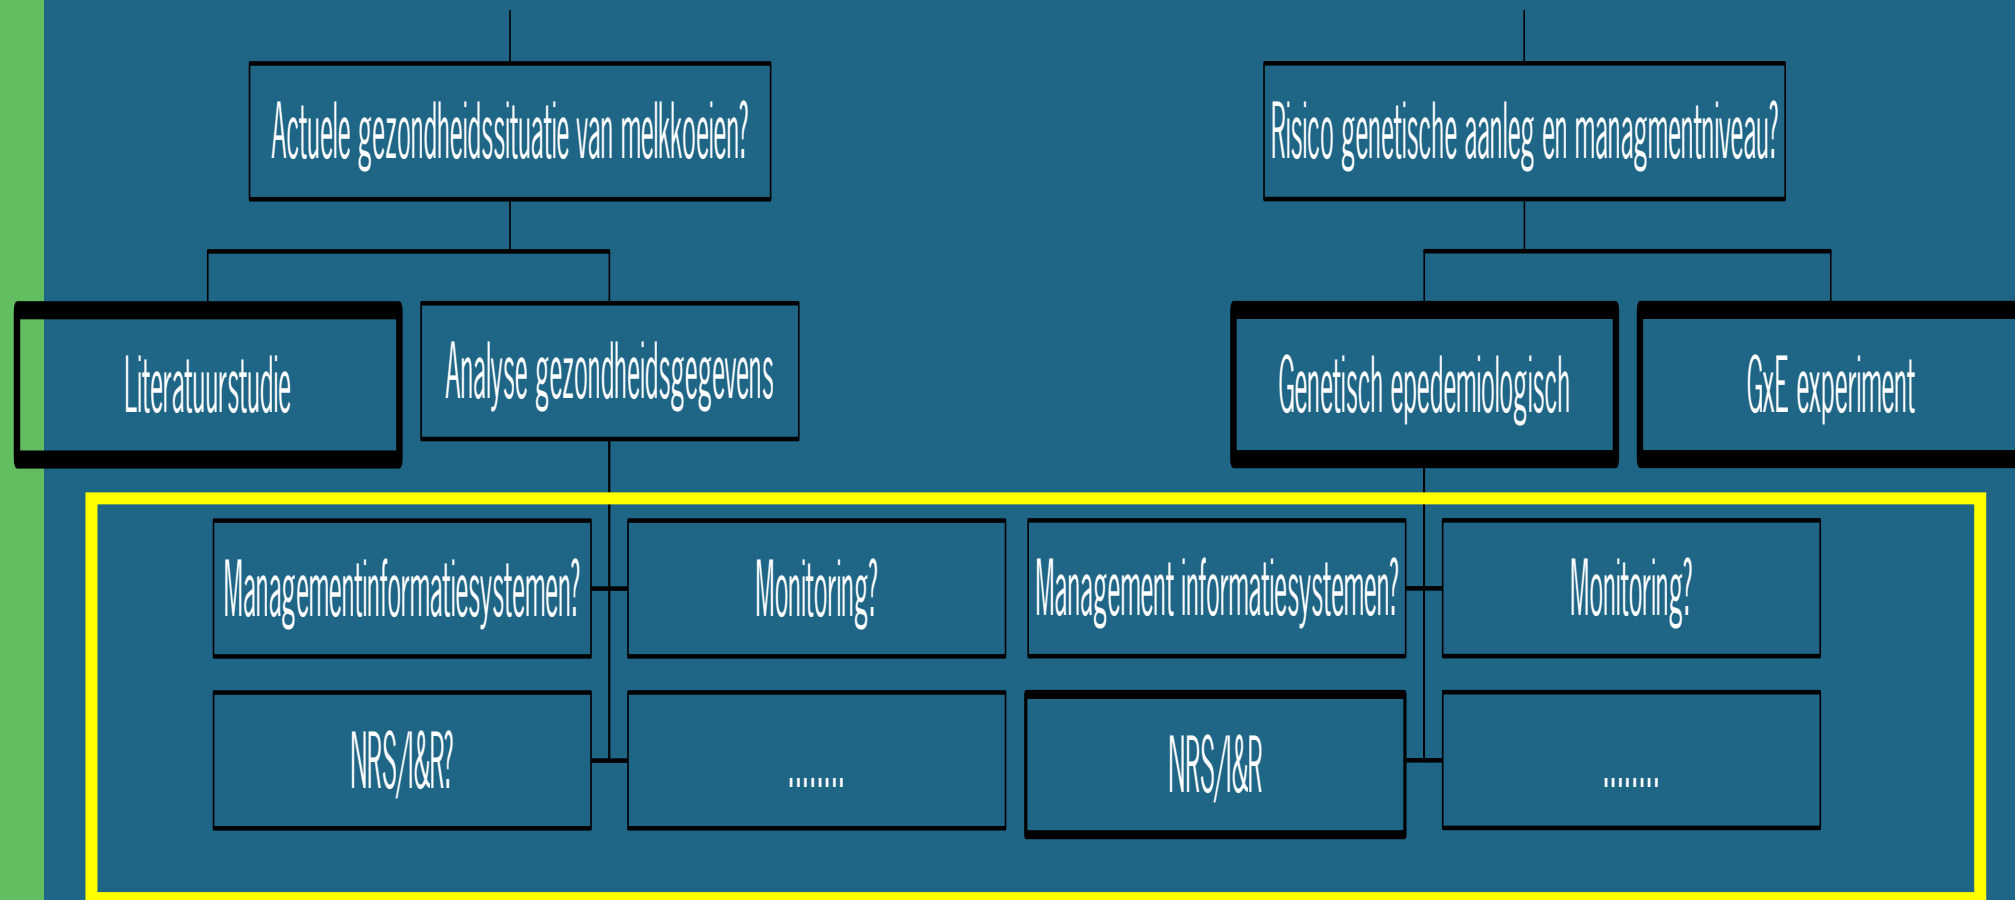 Actuele gezondheidssituatie van melkkoeien?
Risico genetische aanleg en managmentniveau?
Literatuurstudie
Analyse gezondheidsgegevens
Genetisch epedemiologisch
GxE experiment
Managementinformatiesystemen?
Monitoring?
Management informatiesystemen?
Monitoring?
NRS/I&R?
........
NRS/I&R
........